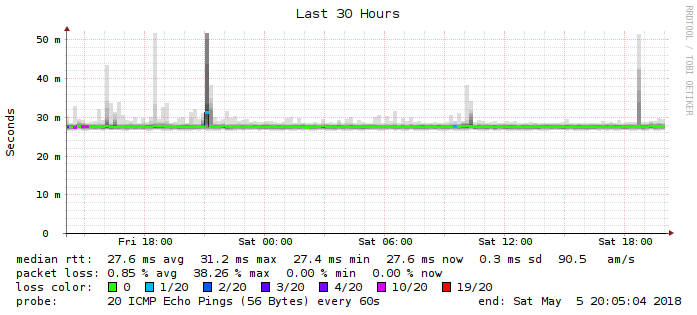 Last 30 Hours
RRDTOOL / TOBI OETIKER
Seconds
50 m
40 m
30 m
20 m
10 m
0
Fri 18:00 Sat 00:00 Sat 06:00 Sat 12:00 Sat 18:00
median rtt: 27.6 ms avg 31.2 ms max 27.4 ms min 27.6 ms now 0.3 ms sd 90.5 am/s
packet loss: 0.85 % avg 38.26 % max 0.00 % min 0.00 % now
loss color: 0 1/20 2/20 3/20 4/20 10/20 19/20
probe: 20 ICMP Echo Pings (56 Bytes) every 60s end: Sat May 5 20:05:04 2018